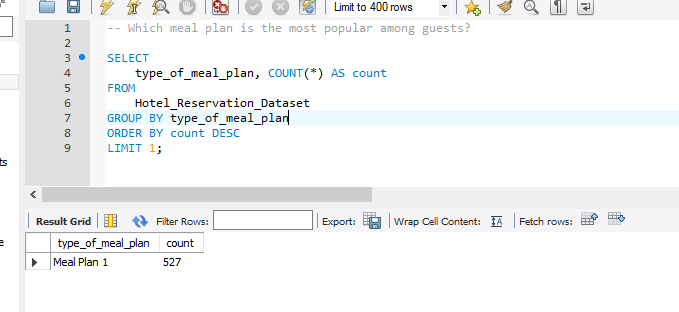 Limit to 400 rows
1 -- Which meal plan is the most popular among guests?
2
3 SELECT
4 type_of_meal_plan, COUNT(*) AS count
5 FROM
6 Hotel_Reservation_Dataset
7 GROUP BY type_of_meal_plan
8 ORDER BY count DESC
9 LIMIT 1;
ts
Result Grid Filter Rows: Export: Wrap Cell Content: IA Fetch rows:
e
type_of_meal_plan count
Meal Plan 1 527